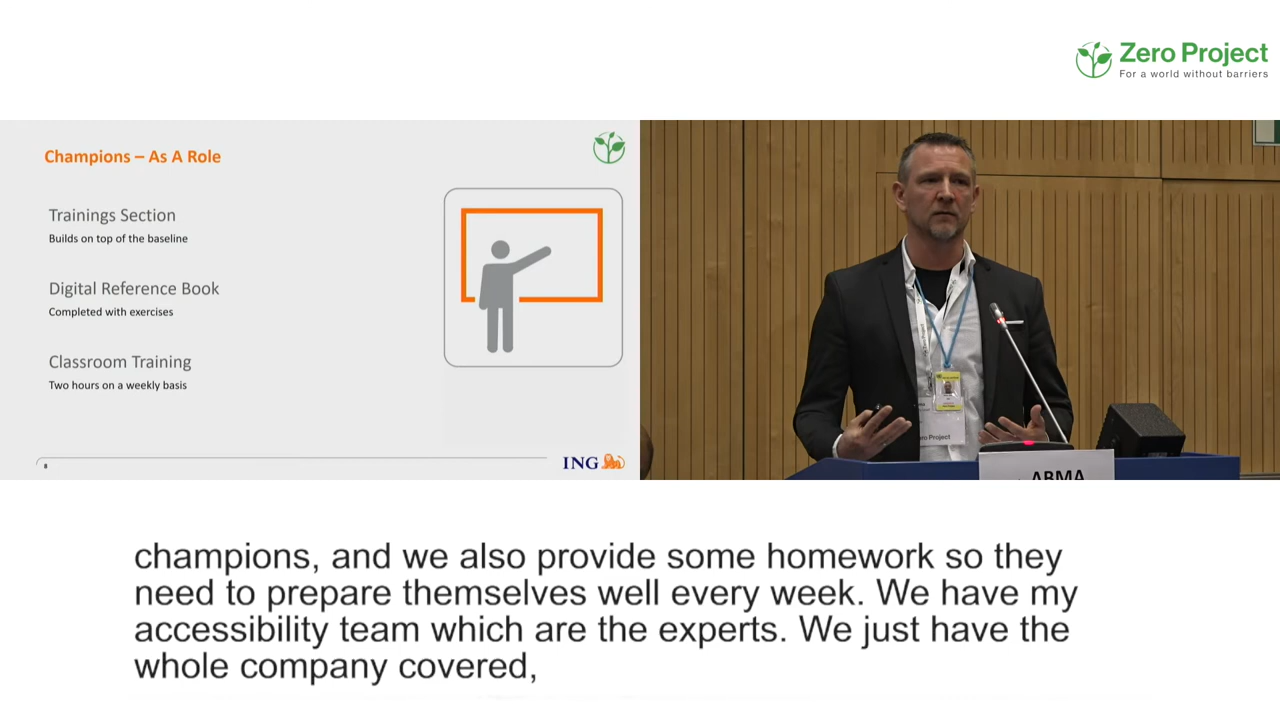 Zero Project
For a world without barriers
Champions – As A Role
Trainings Section
Builds on top of the baseline
Digital Reference Book
Completed with exercises
Classroom Training
Two hours on a weekly basis
8
ING
Project
ABMA
champions, and we also provide some homework so they
need to prepare themselves well every week. We have my
accessibility team which are the experts. We just have the
whole company covered,